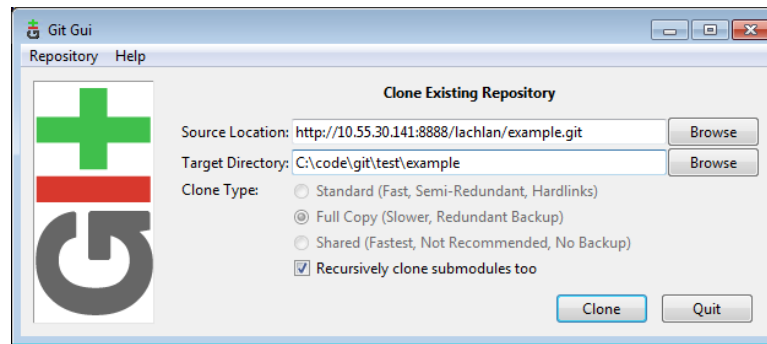 Git Gui
Repository Help
Clone Existing Repository
Source Location: http://10.55.30.141:8888/lachlan/example.git Browse
Target Directory: C:\code\git\test\example Browse
Clone Type: Standard (Fast, Semi-Redundant, Hardlinks)
Full Copy (Slower, Redundant Backup)
Shared (Fastest, Not Recommended, No Backup)
Recursively clone submodules too
Clone Quit
GIt